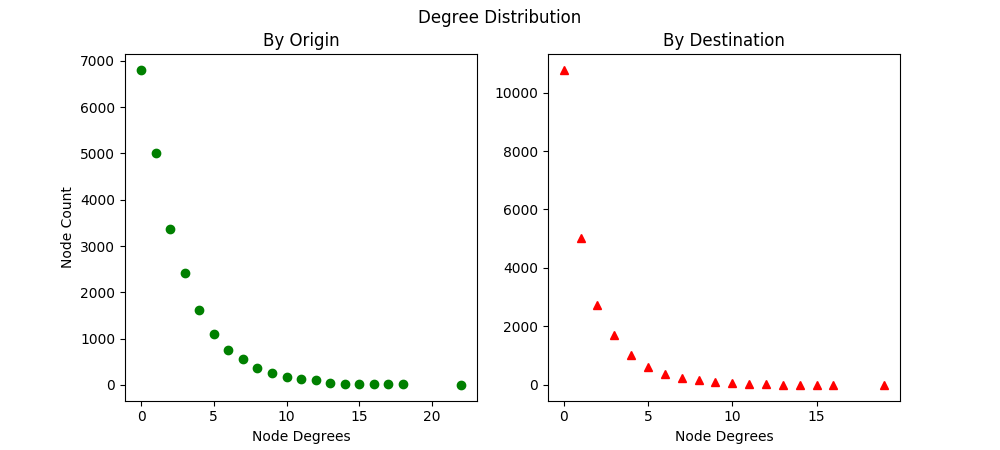 Degree Distribution
By Origin
7000
6000
5000
4000
3000
2000
1000
0
Node Count
0 5 10 15 20
Node Degrees
By Destination
10000
8000
6000
4000
2000
0
0 5 10 15
Node Degrees